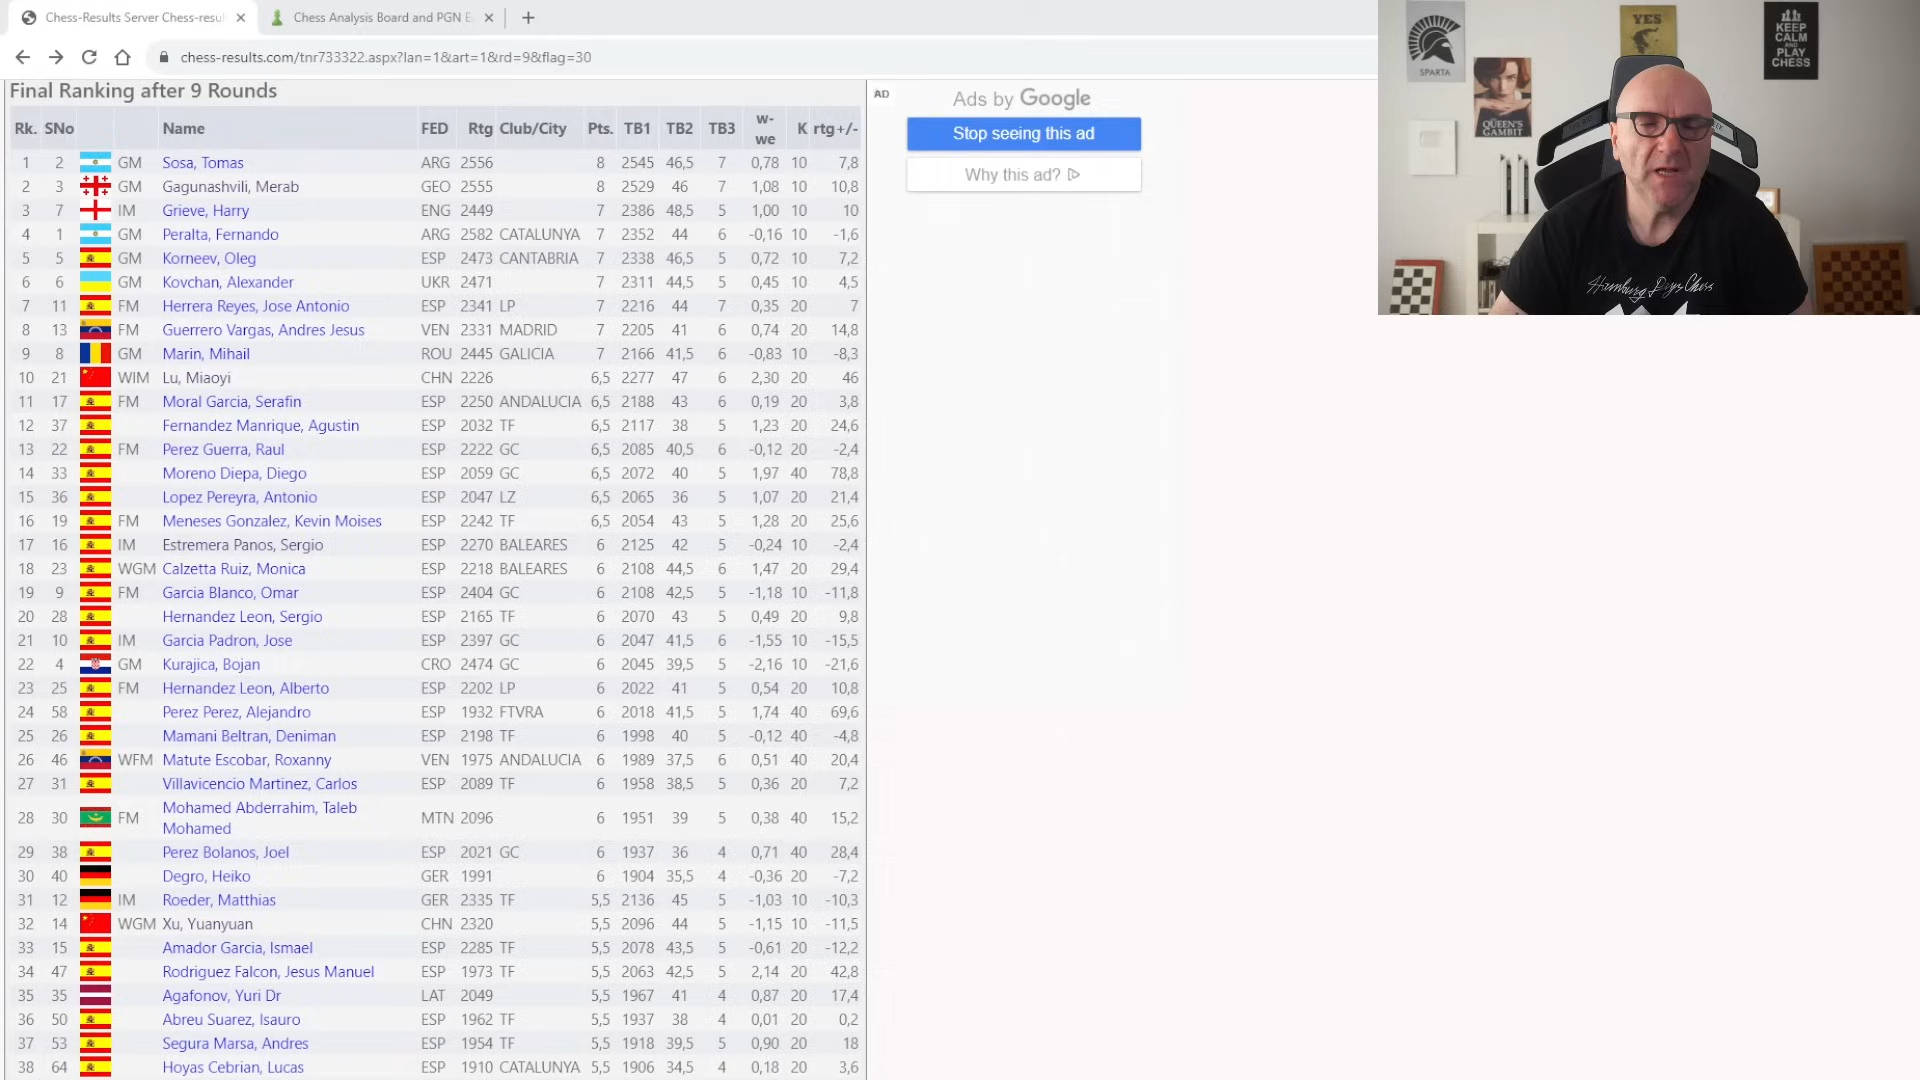 Chess-Results Server Chess-resul
Chess Analysis Board and PGN E
chess-results.com/tnr733322.aspx?lan=1&art=1&rd=9&flag=30
Final Ranking after 9 Rounds
Rk. SNo Name FED Rtg Club/City Pts. TB1 TB2 TB3 w-we K rtg+/-
1 2 GM Sosa, Tomas ARG 2556 8 2545 46,5 7 0,78 10 7,8
2 3 GM Gagunashvili, Merab GEO 2555 8 2529 46 7 1,08 10 10,8
3 7 IM Grieve, Harry ENG 2449 7 2386 48,5 5 1,00 10 10
4 1 GM Peralta, Fernando ARG 2582 CATALUNYA 7 2352 44 6 -0,16 10 -1,6
5 5 GM Korneev, Oleg ESP 2473 CANTABRIA 7 2338 46,5 5 0,72 10 7,2
6 6 GM Kovchan, Alexander UKR 2471 7 2311 44,5 5 0,45 10 4,5
7 11 FM Herrera Reyes, Jose Antonio ESP 2341 LP 7 2216 44 7 0,35 20 7
8 13 FM Guerrero Vargas, Andres Jesus VEN 2331 MADRID 7 2205 41 6 0,74 20 14,8
9 8 GM Marin, Mihail ROU 2445 GALICIA 7 2166 41,5 6 -0,83 10 -8,3
10 21 WIM Lu, Miaoyi CHN 2226 6,5 2277 47 6 2,30 20 46
11 17 FM Moral Garcia, Serafin ESP 2250 ANDALUCIA 6,5 2188 43 6 0,19 20 3,8
12 37 Fernandez Manrique, Agustin ESP 2032 TF 6,5 2117 38 5 1,23 20 24,6
13 22 FM Perez Guerra, Raul ESP 2222 GC 6,5 2085 40,5 6 -0,12 20 -2,4
14 33 Moreno Diepa, Diego ESP 2059 GC 6,5 2072 40 5 1,97 40 78,8
15 36 Lopez Pereyra, Antonio ESP 2047 LZ 6,5 2065 36 5 1,07 20 21,4
16 19 FM Meneses Gonzalez, Kevin Moises ESP 2242 TF 6,5 2054 43 5 1,28 20 25,6
17 16 IM Estremera Panos, Sergio ESP 2270 BALEARES 6 2125 42 5 -0,24 10 -2,4
18 23 WGM Calzetta Ruiz, Monica ESP 2218 BALEARES 6 2108 44,5 6 1,47 20 29,4
19 9 FM Garcia Blanco, Omar ESP 2404 GC 6 2108 42,5 5 -1,18 10 -11,8
20 28 Hernandez Leon, Sergio ESP 2165 TF 6 2070 43 5 0,49 20 9,8
21 10 IM Garcia Padron, Jose ESP 2397 GC 6 2047 41,5 6 -1,55 10 -15,5
22 4 GM Kurajica, Bojan CRO 2474 GC 6 2045 39,5 5 -2,16 10 -21,6
23 25 FM Hernandez Leon, Alberto ESP 2202 LP 6 2022 41 5 0,54 20 10,8
24 58 Perez Perez, Alejandro ESP 1932 FTVRA 6 2018 41,5 5 1,74 40 69,6
25 26 Mamani Beltran, Deniman ESP 2198 TF 6 1998 40 5 -0,12 40 -4,8
26 46 WFM Matute Escobar, Roxanny VEN 1975 ANDALUCIA 6 1989 37,5 6 0,51 40 20,4
27 31 Villavicencio Martinez, Carlos ESP 2089 TF 6 1958 38,5 5 0,36 20 7,2
28 30 FM Mohamed Abderrahim, Taleb Mohamed MTN 2096 6 1951 39 5 0,38 40 15,2
29 38 Perez Bolanos, Joel ESP 2021 GC 6 1937 36 4 0,71 40 28,4
30 40 Degro, Heiko GER 1991 6 1904 35,5 4 -0,36 20 -7,2
31 12 IM Roeder, Matthias GER 2335 TF 5,5 2136 45 5 -1,03 10 -10,3
32 14 WGM Xu, Yuanyuan CHN 2320 5,5 2096 44 5 -1,15 10 -11,5
33 15 Amador Garcia, Ismael ESP 2285 TF 5,5 2078 43,5 5 -0,61 20 -12,2
34 47 Rodriguez Falcon, Jesus Manuel ESP 1973 TF 5,5 2063 42,5 5 2,14 20 42,8
35 35 Agafonov, Yuri Dr LAT 2049 5,5 1967 41 4 0,87 20 17,4
36 50 Abreu Suarez, Isauro ESP 1962 TF 5,5 1937 38 4 0,01 20 0,2
37 53 Segura Marsa, Andres ESP 1954 TF 5,5 1918 39,5 5 0,90 20 18
38 64 Hoyas Cebrian, Lucas ESP 1910 CATALUNYA 5,5 1906 34,5 4 0,18 20 3,6
AD
Ads by Google
Stop seeing this ad
Why this ad?
SPARTA
THE QUEEN'S
GAMBIT
YES
KEEP
CALM
AND
PLAY
CHESS
Hamburg Plays Chess